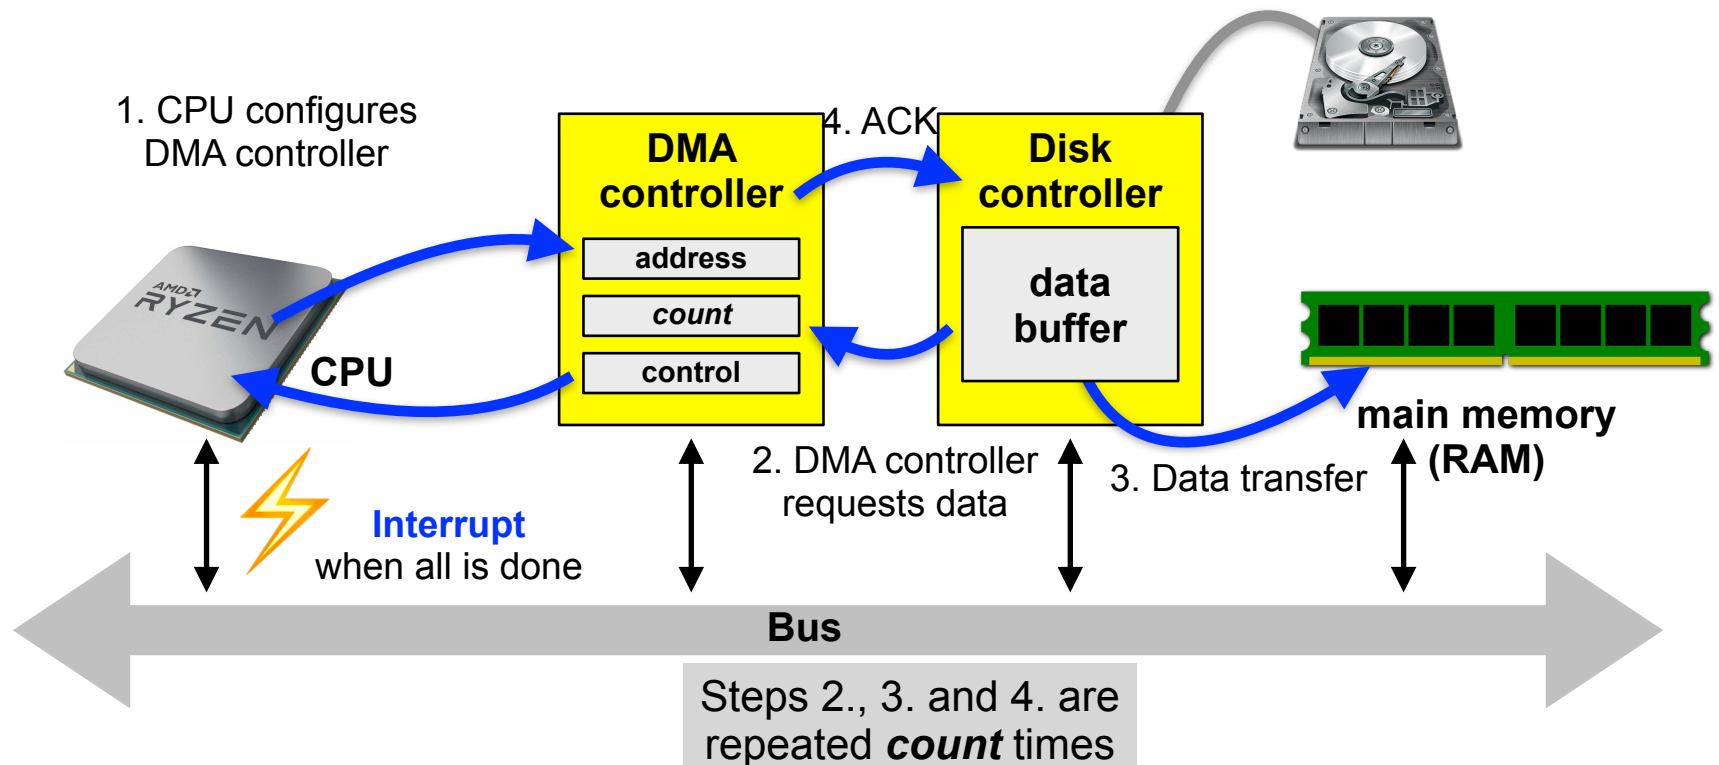 1. CPU configures
DMA controller
AMD
RYZEN
CPU
DMA
controller
address
count
control
4. ACK
Disk
controller
data
buffer
main memory
(RAM)
2. DMA controller
requests data
3. Data transfer
Interrupt
when all is done
Bus
Steps 2., 3. and 4. are
repeated count times